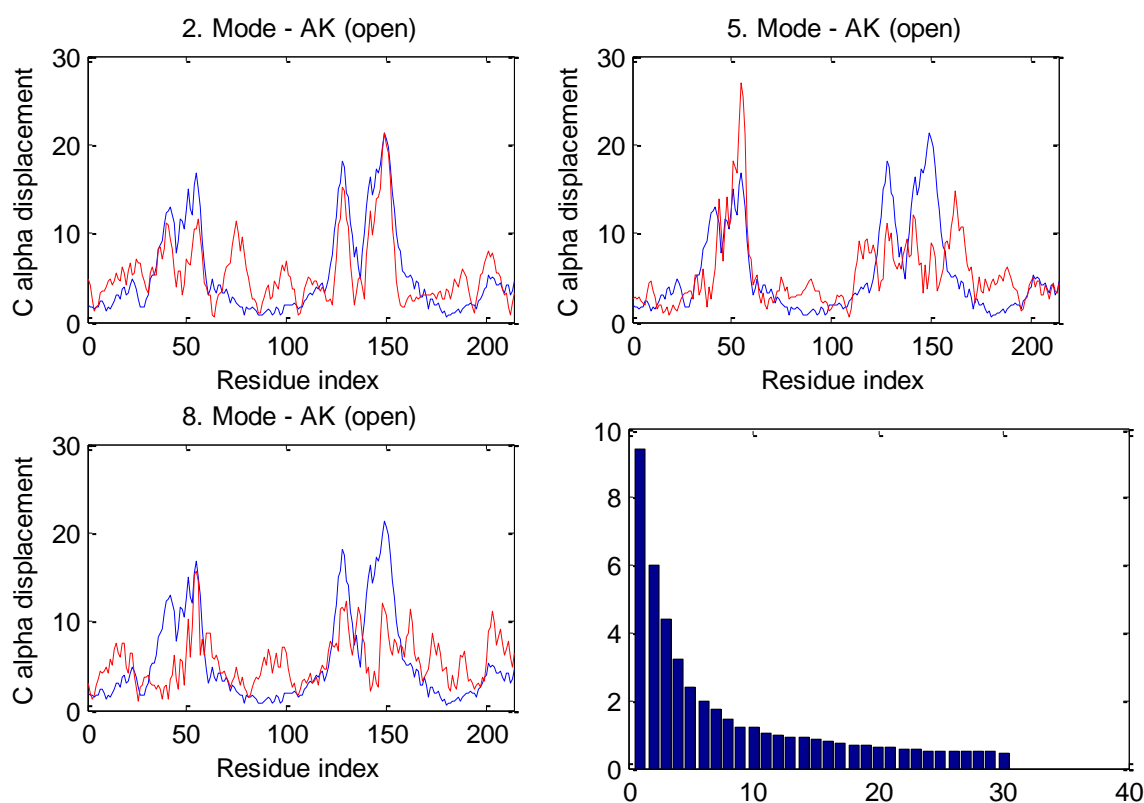 2. Mode - AK (open)
30
20
10
0
C alpha displacement
0 50 100 150 200
Residue index
5. Mode - AK (open)
30
20
10
0
C alpha displacement
0 50 100 150 200
Residue index
8. Mode - AK (open)
30
20
10
0
C alpha displacement
0 50 100 150 200
Residue index
10
8
6
4
2
0
0 10 20 30 40